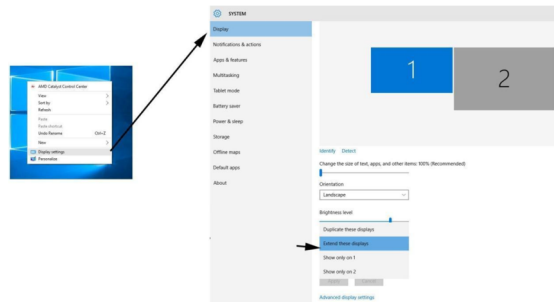 AMD Catalyst Control Center
View
Sort by
Refresh
Paste
Paste shortcut
Undo Rename Ctrl+Z
New
Display settings
Personalize
SYSTEM
Display
Notifications & actions
Apps & features
Multitasking
Tablet mode
Battery saver
Power & sleep
Storage
Offline maps
Default apps
About
1
2
Identify Detect
Change the size of text, apps, and other items: 100% (Recommended)
Orientation
Landscape
Brightness level
Duplicate these displays
Extend these displays
Show only on 1
Show only on 2
Apply Cancel
Advanced display settings